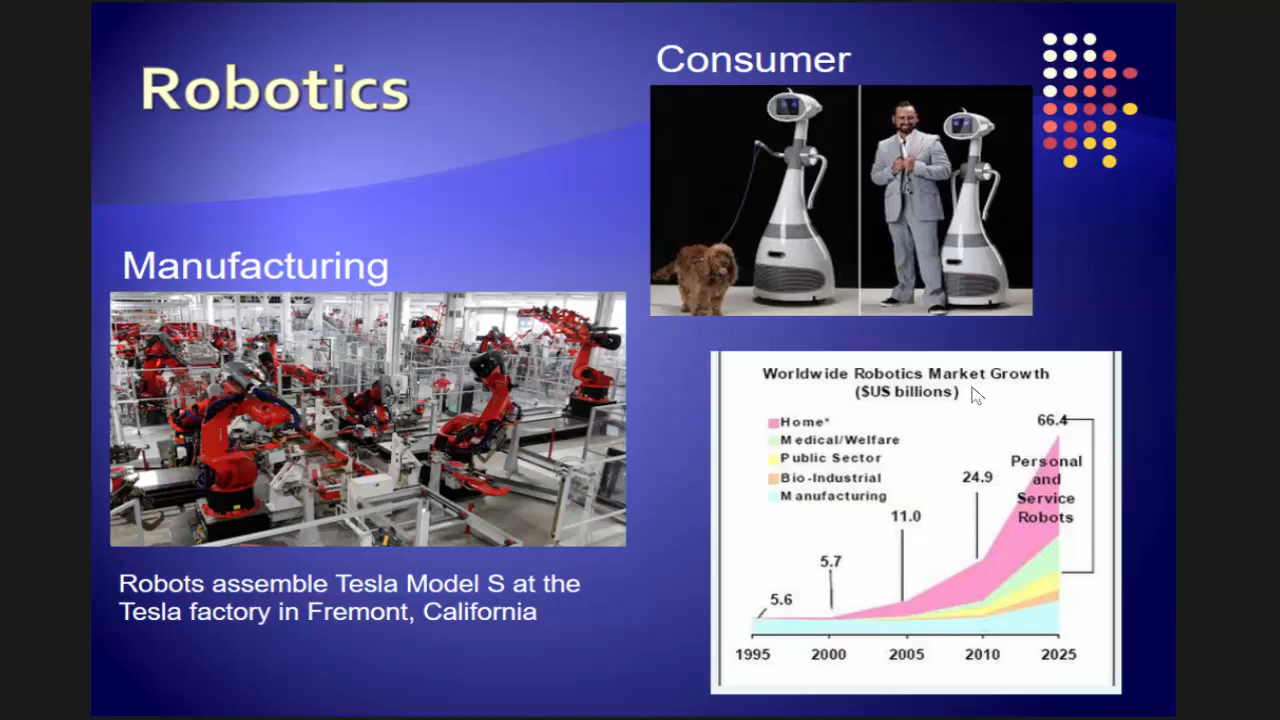 Robotics
Consumer
Manufacturing
Robots assemble Tesla Model S at the
Tesla factory in Fremont, California
Worldwide Robotics Market Growth
($US billions)
Home*
Medical/Welfare
Public Sector
Bio-Industrial
Manufacturing
5.6
5.7
11.0
24.9
66.4
Personal
and
Service
Robots
1995 2000 2005 2010 2025